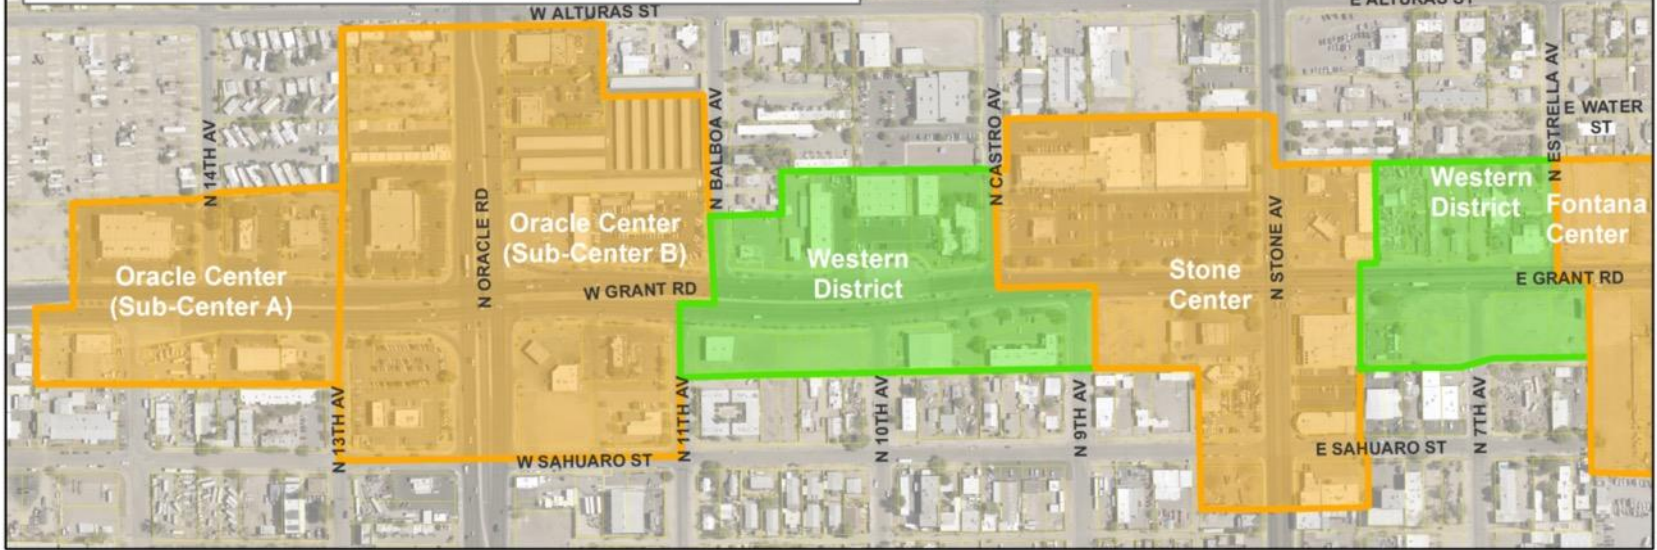 W ALTURAS ST
E ALTURAS ST
N 14TH AV
N ORACLE RD
N BALBOA AV
N CASTRO AV
N STONE AV
N ESTRELLA AV
E WATER
ST
Oracle Center
(Sub-Center A)
Oracle Center
(Sub-Center B)
W GRANT RD
Western
District
Stone
Center
Western
District
Fontana
Center
E GRANT RD
N 13TH AV
W SAHUARO ST
N 11TH AV
N 10TH AV
N 9TH AV
E SAHUARO ST
N 7TH AV